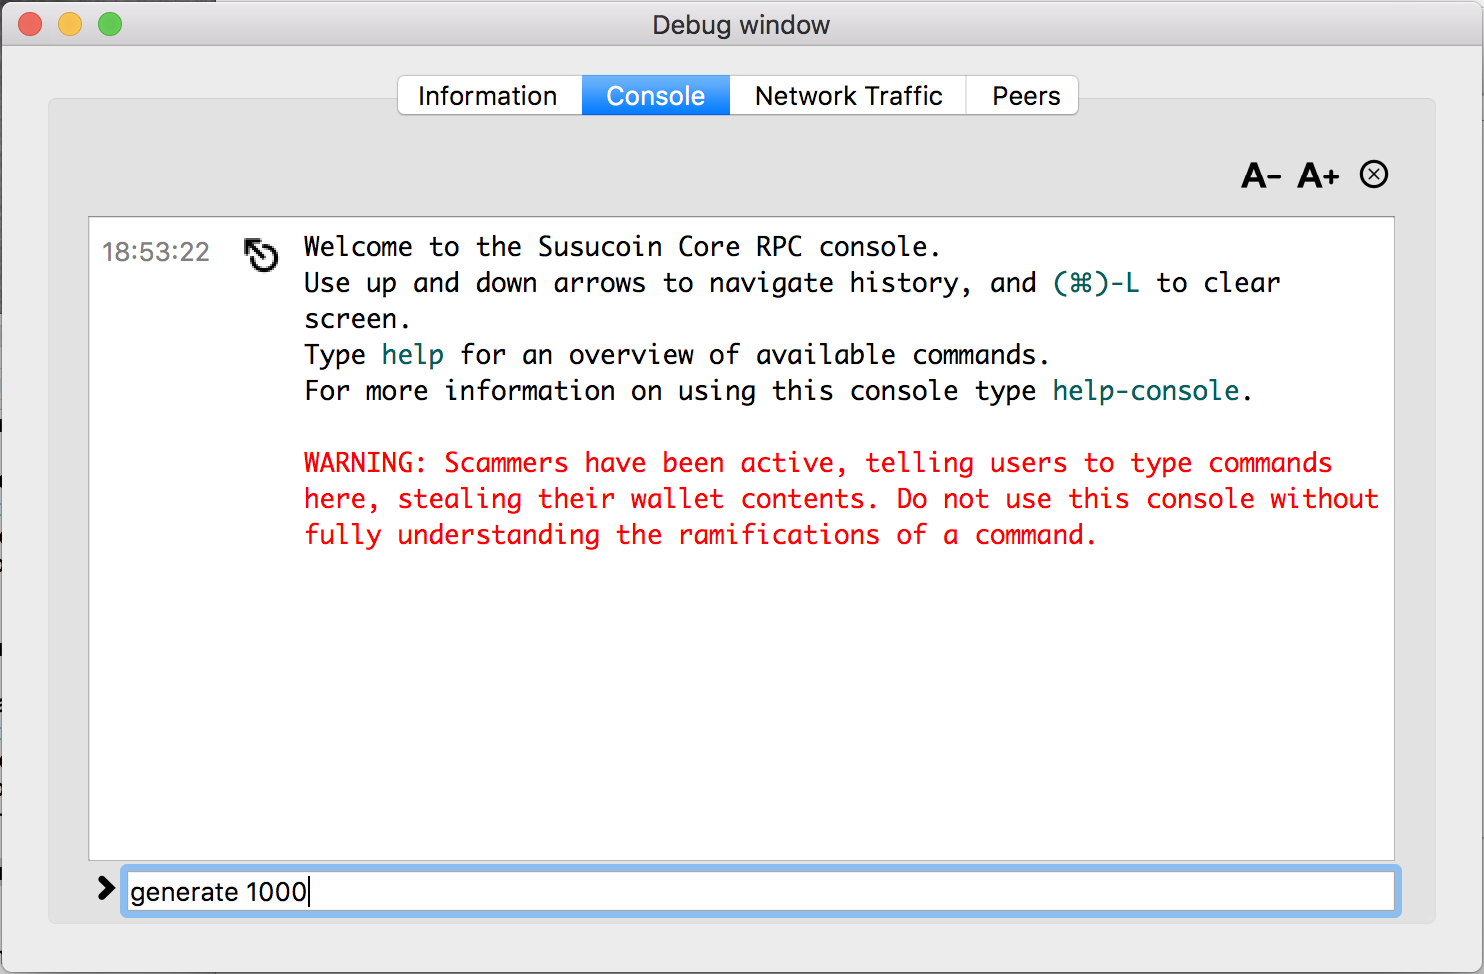 Debug window
Information Console Network Traffic Peers
A- A+
18:53:22 Welcome to the Susucoin Core RPC console.
Use up and down arrows to navigate history, and (⌘)-L to clear
screen.
Type help for an overview of available commands.
For more information on using this console type help-console.
WARNING: Scammers have been active, telling users to type commands
here, stealing their wallet contents. Do not use this console without
fully understanding the ramifications of a command.
generate 1000